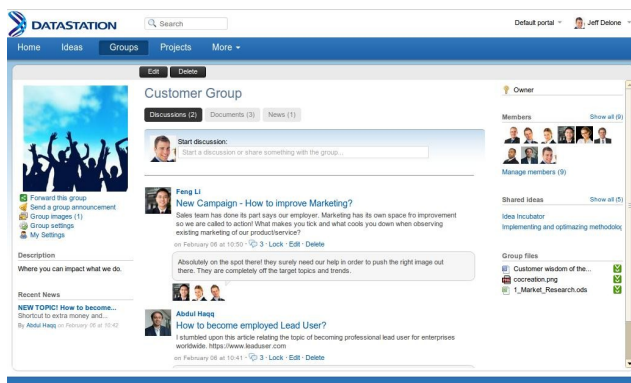 DATASTATION
Search
Default portal
Jeff Delone
Home
Ideas
Groups
Projects
More
Edit
Delete
Customer Group
Discussions (2)
Documents (3)
News (1)
Start discussion:
Start a discussion or share something with the group...
Forward this group
Send a group announcement
Group images (1)
Group settings
My Settings
Description
Where you can impact what we do.
Recent News
NEW TOPIC! How to become...
Shortcut to extra money and...
By Abdul Haqq on February 06 at 10:42
Feng Li
New Campaign - How to improve Marketing?
Sales team has done its part says our employer. Marketing has its own space fro improvement
so we are called to action! What makes you tick and what cools you down when observing
existing marketing of our product/service?
on February 06 at 10:50 · 3 · Lock · Edit · Delete
Absolutely on the spot there! they surely need our help in order to push the right image out
there. They are completely off the target topics and trends.
Abdul Haqq
How to become employed Lead User?
I stumbled upon this article relating the topic of becoming professional lead user for enterprises
worldwide. https://www.leaduser.com
on February 06 at 10:41 · 3 · Lock · Edit · Delete
Owner
Members
Show all (9)
Manage members (9)
Shared ideas
Show all (5)
Idea Incubator
Implementing and optimazing methodolog
Group files
Customer wisdom of the...
cocreation.png
1_Market_Research.ods